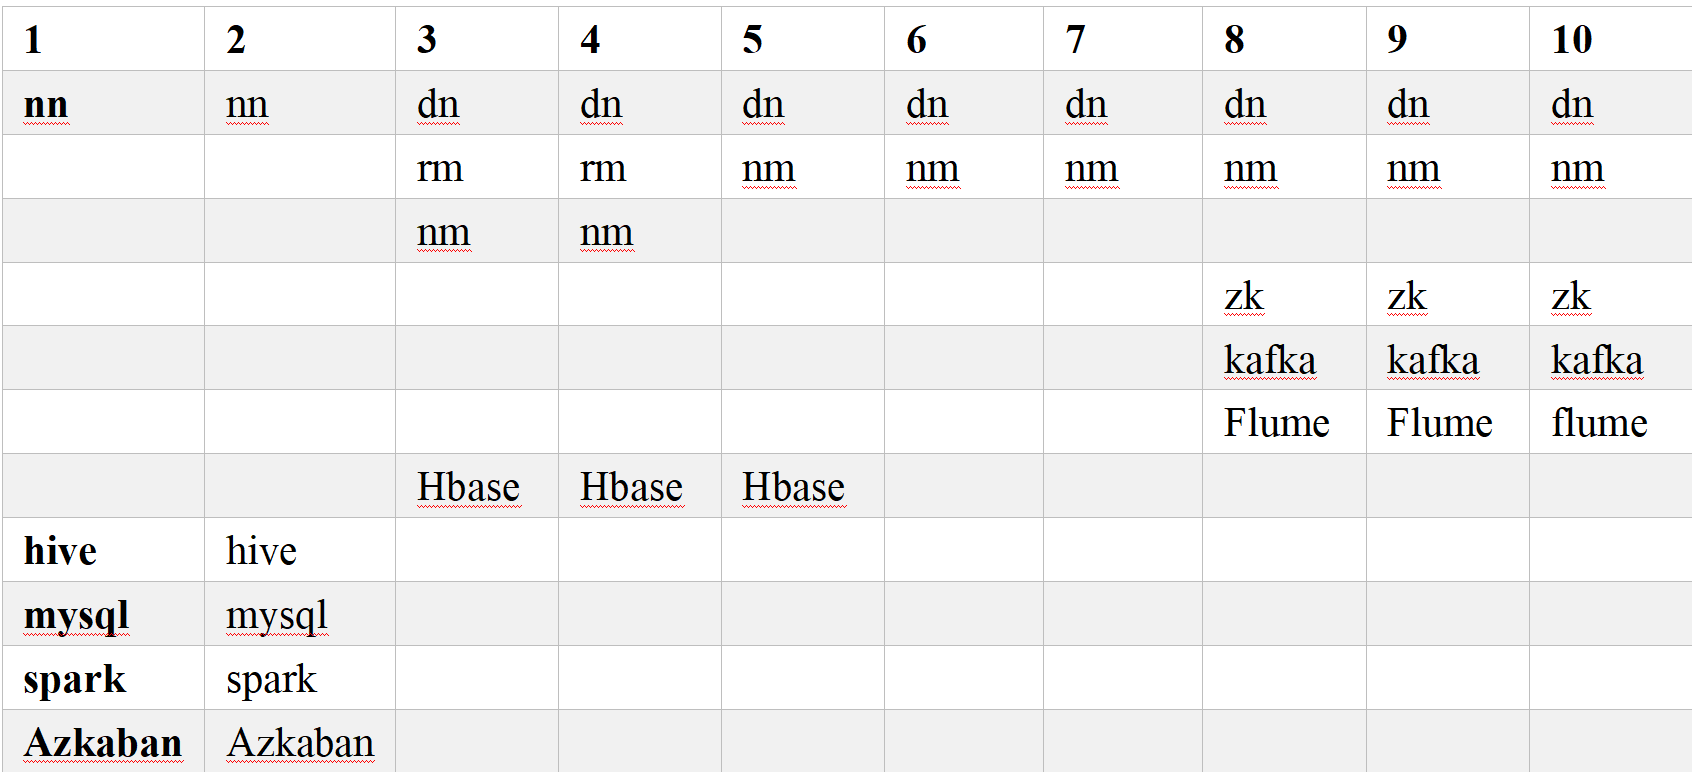 1 2 3 4 5 6 7 8 9 10
nn nn dn dn dn dn dn dn dn dn
rm rm nm nm nm nm nm nm
nm nm
zk zk zk
kafka kafka kafka
Flume Flume flume
Hbase Hbase Hbase
hive hive
mysql mysql
spark spark
Azkaban Azkaban